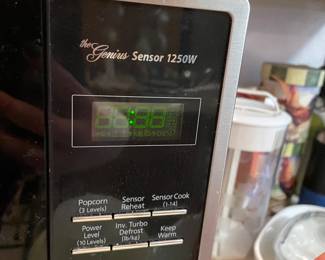 the Genius Sensor 1250W
Popcorn
(3 Levels)
Sensor
Reheat
Sensor Cook
(1-14)
Power
Level
(10 Levels)
Inv. Turbo
Defrost
(lb/kg)
Keep
Warm